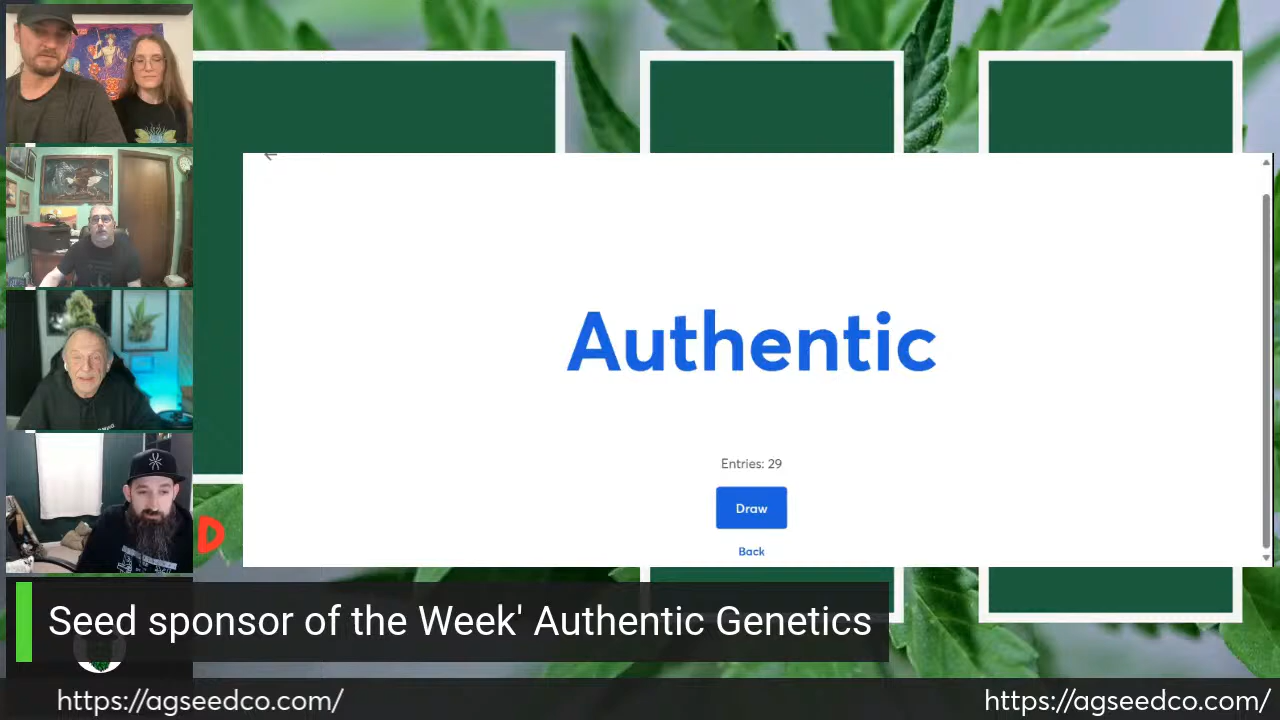 Authentic
Entries: 29
Draw
Back
D
Seed sponsor of the Week' Authentic Genetics
https://agseedco.com/
https://agseedco.com/